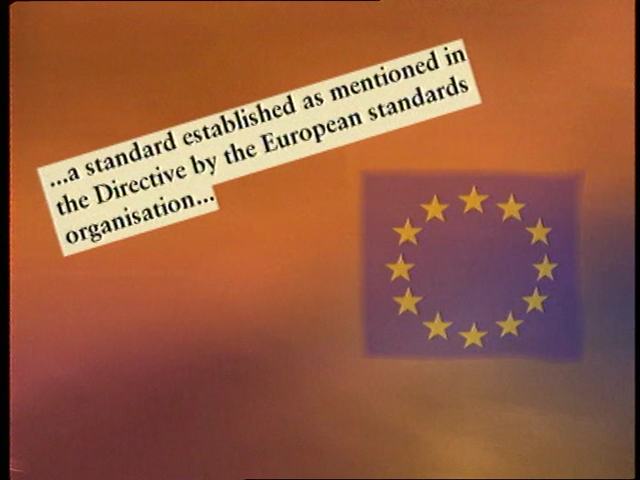 ...a standard established as mentioned in
the Directive by the European standards
organisation...